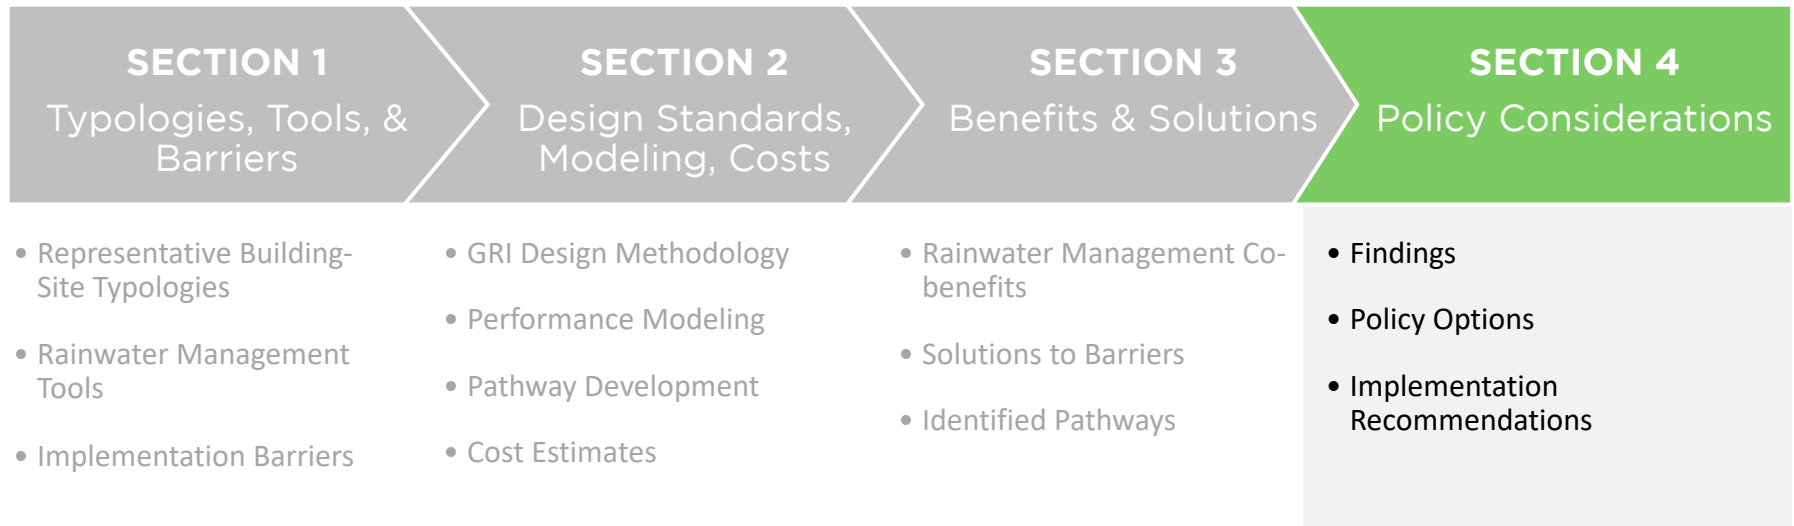 SECTION 1
Typologies, Tools, &
Barriers
• Representative Building-
Site Typologies
• Rainwater Management
Tools
• Implementation Barriers
SECTION 2
Design Standards,
Modeling, Costs
• GRI Design Methodology
• Performance Modeling
• Pathway Development
• Cost Estimates
SECTION 3
Benefits & Solutions
• Rainwater Management Co-
benefits
• Solutions to Barriers
• Identified Pathways
SECTION 4
Policy Considerations
• Findings
• Policy Options
• Implementation
Recommendations